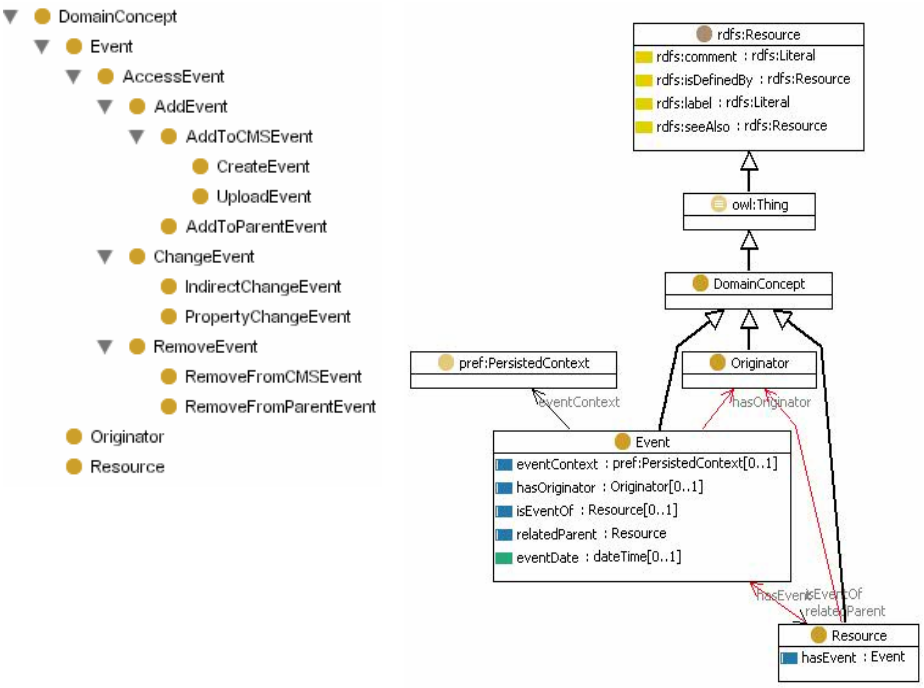 DomainConcept
Event
AccessEvent
AddEvent
AddToCMSEvent
CreateEvent
UploadEvent
AddToParentEvent
ChangeEvent
IndirectChangeEvent
PropertyChangeEvent
RemoveEvent
RemoveFromCMSEvent
RemoveFromParentEvent
Originator
Resource
rdfs:Resource
rdfs:comment : rdfs:Literal
rdfs:isDefinedBy : rdfs:Resource
rdfs:label : rdfs:Literal
rdfs:seeAlso : rdfs:Resource
owl:Thing
DomainConcept
pref:PersistedContext
Originator
eventContext
hasOriginator
Event
eventContext : pref:PersistedContext[0..1]
hasOriginator : Originator[0..1]
isEventOf : Resource[0..1]
relatedParent : Resource
eventDate : dateTime[0..1]
hasEvent
isEventOf
relatedParent
Resource
hasEvent : Event